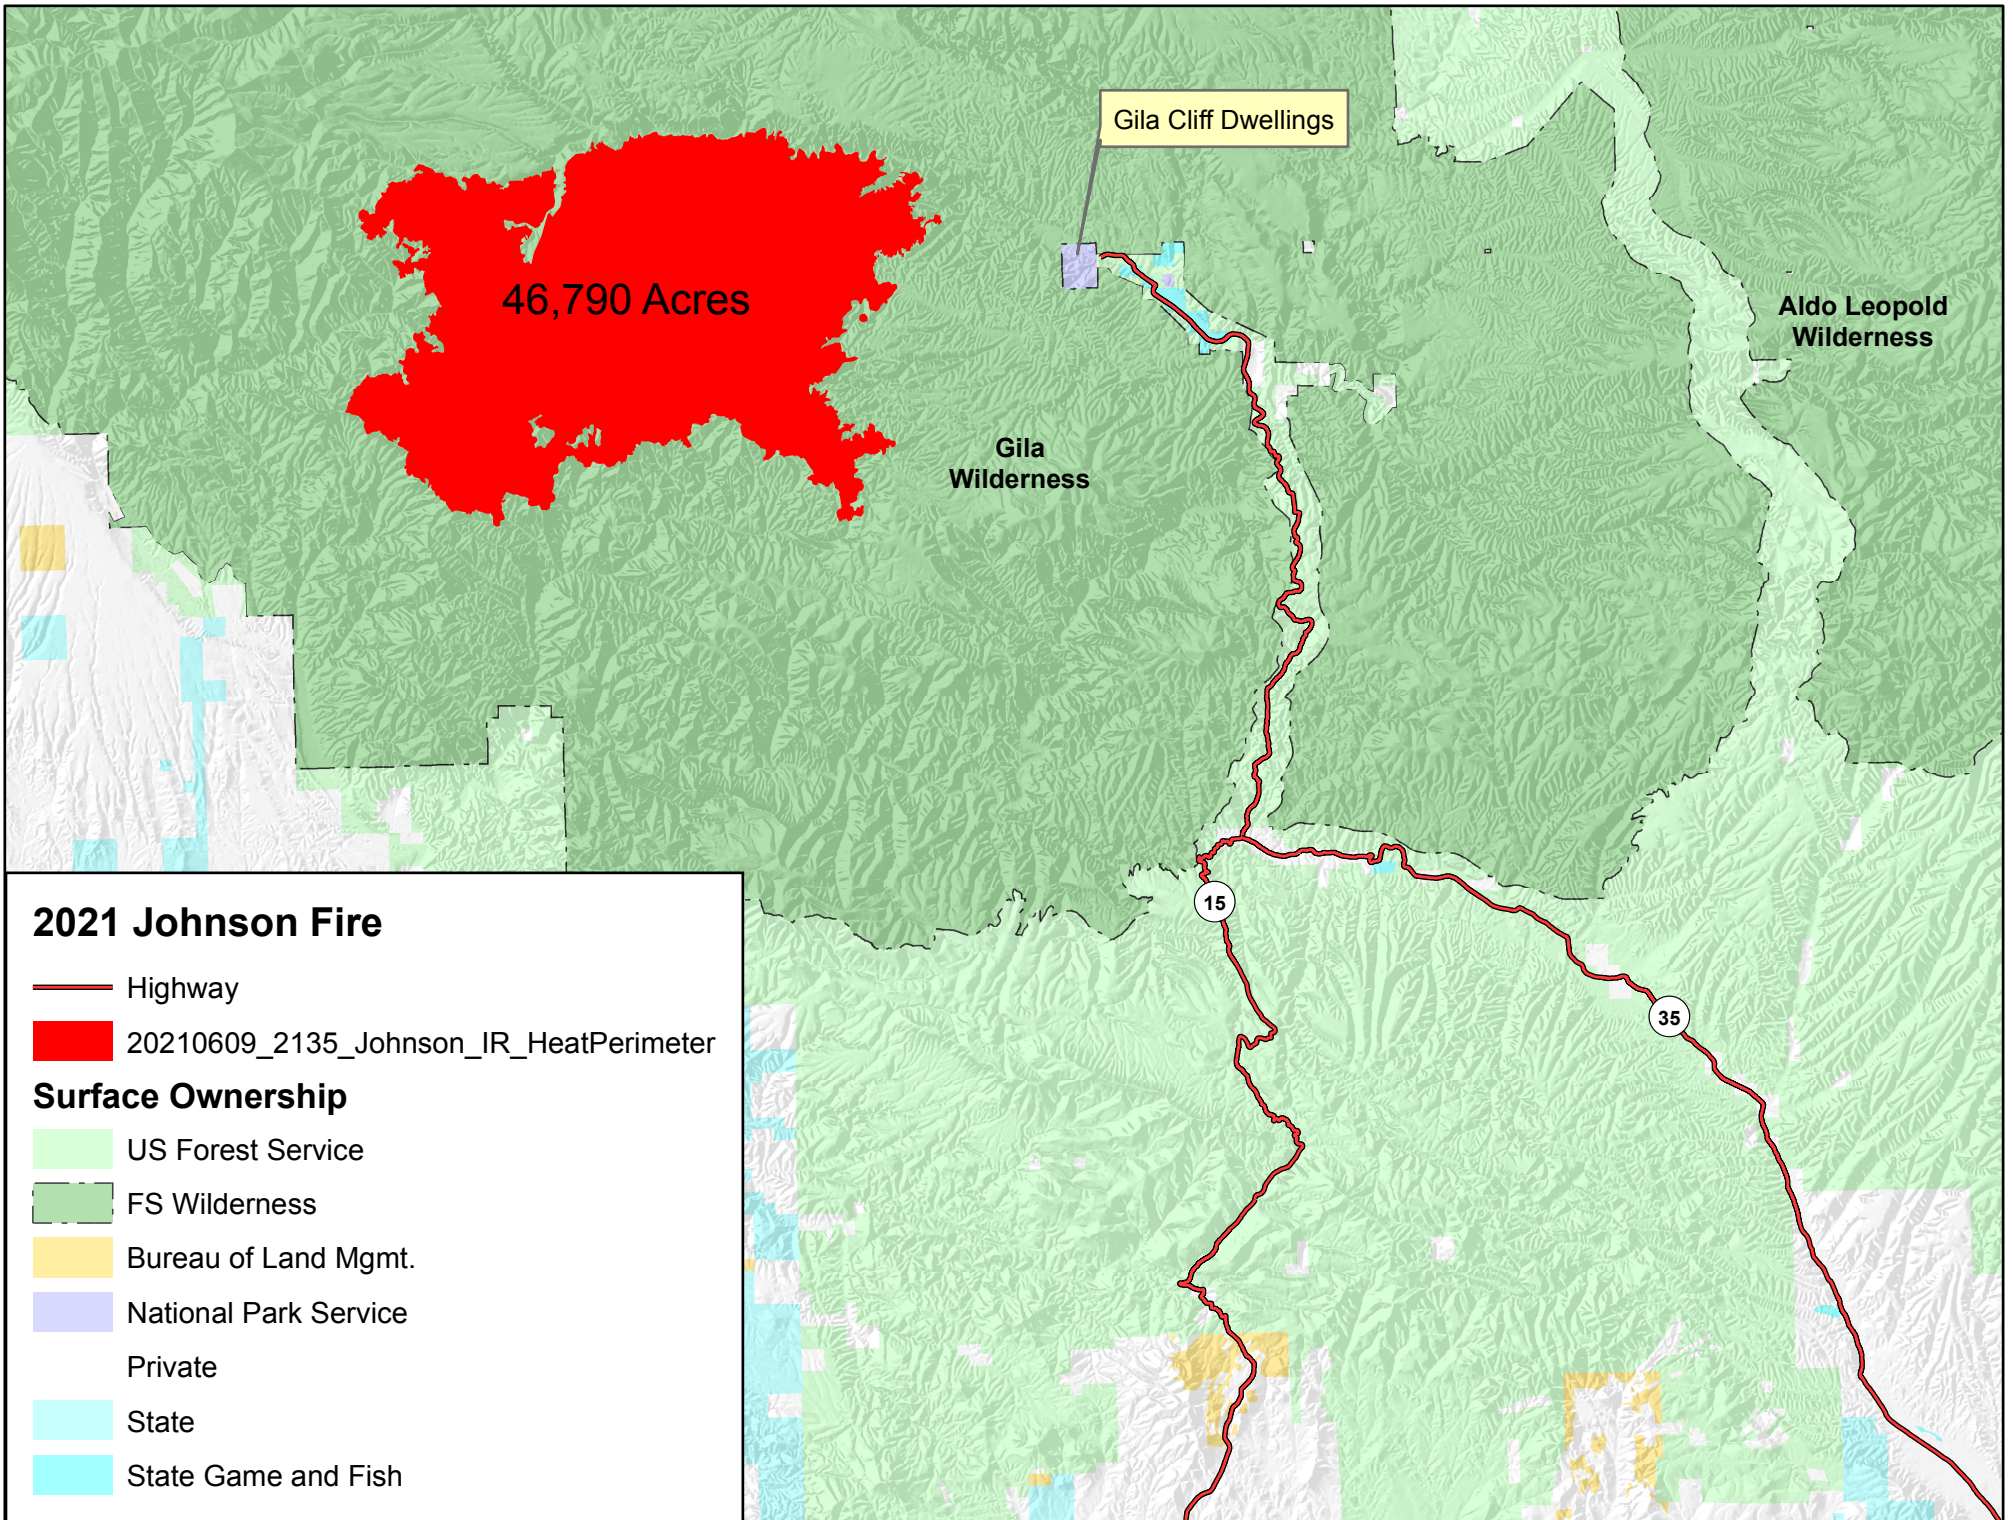 Gila Cliff Dwellings
46,790 Acres
Aldo Leopold
Wilderness
Gila
Wilderness
15
35
2021 Johnson Fire
Highway
20210609_2135_Johnson_IR_HeatPerimeter
Surface Ownership
US Forest Service
FS Wilderness
Bureau of Land Mgmt.
National Park Service
Private
State
State Game and Fish